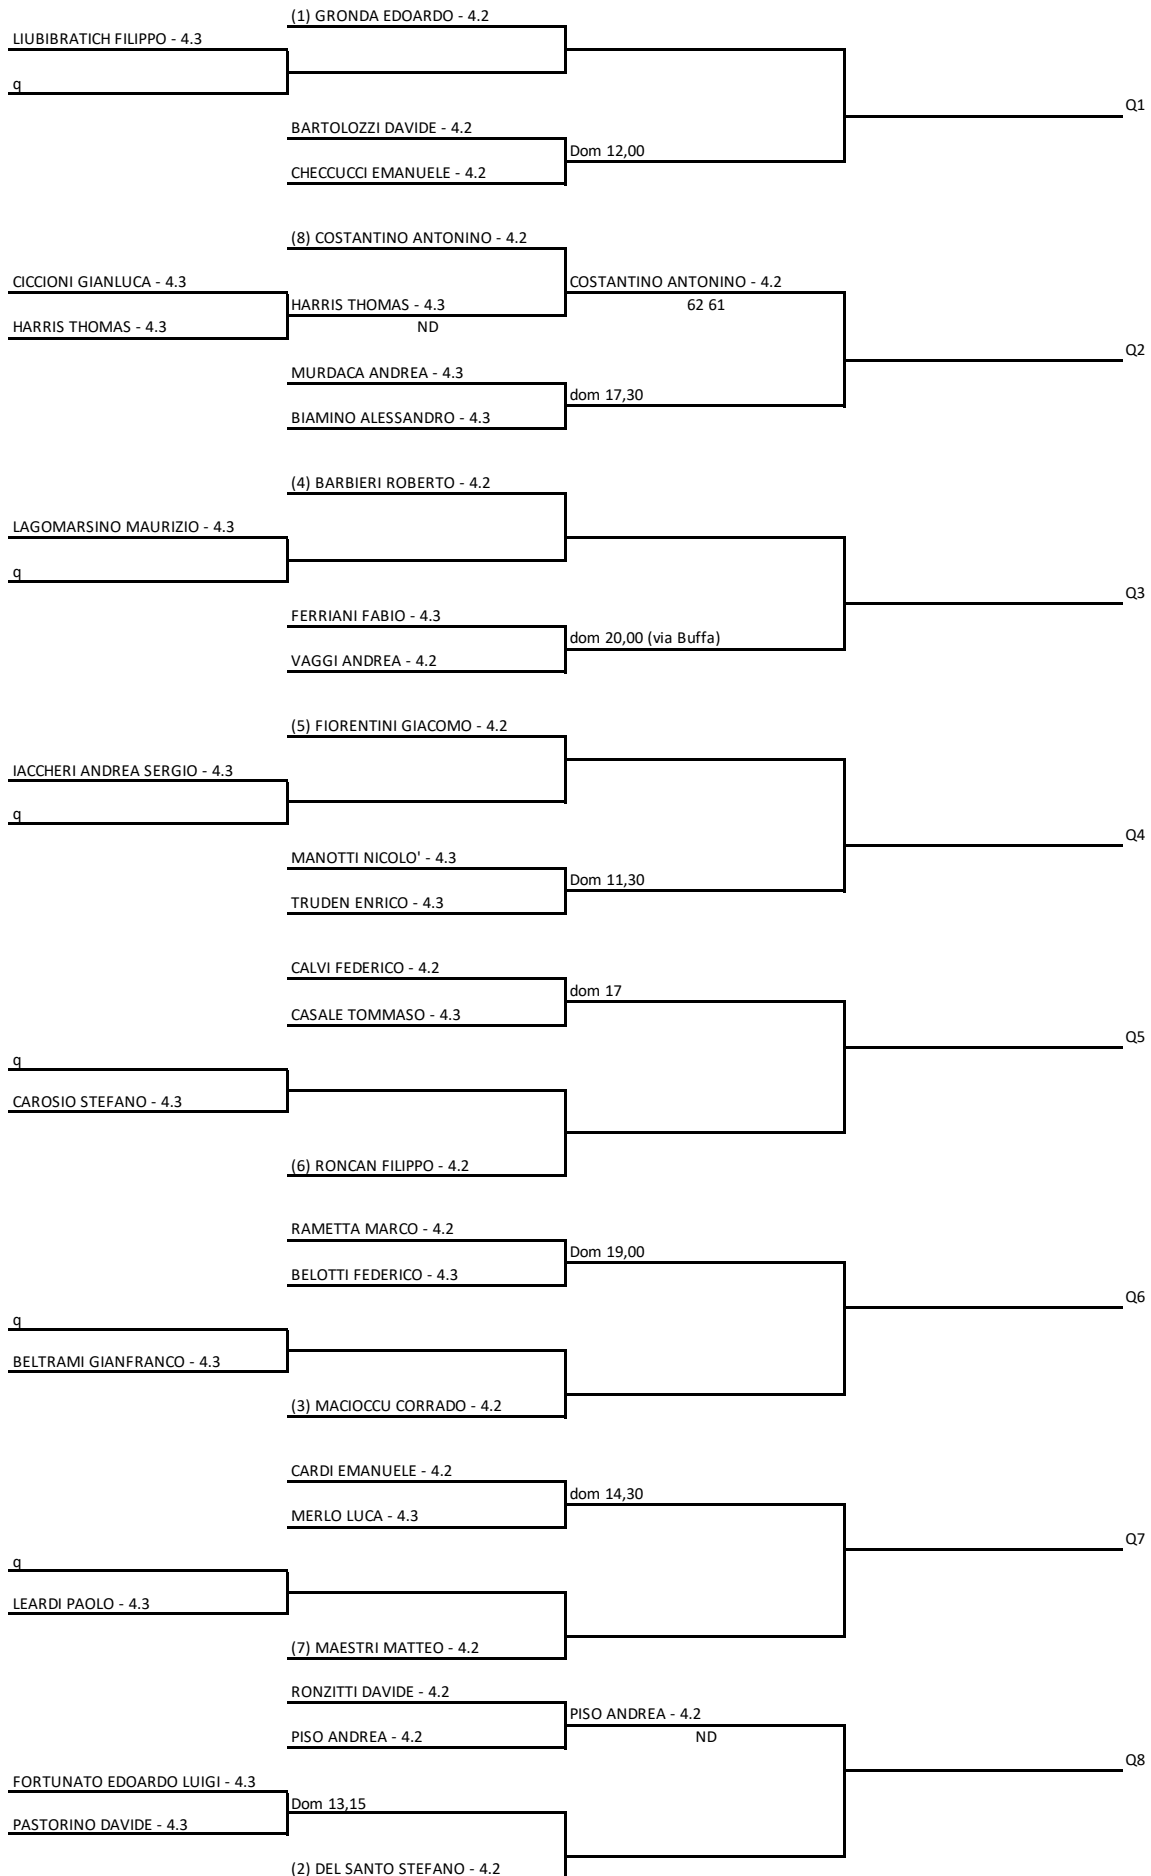 (1) GRONDA EDOARDO - 4.2
LIUBIBRATICH FILIPPO - 4.3
q
Q1
BARTOLOZZI DAVIDE - 4.2
Dom 12,00
CHECCUCCI EMANUELE - 4.2
(8) COSTANTINO ANTONINO - 4.2
CICCIONI GIANLUCA - 4.3
COSTANTINO ANTONINO - 4.2
HARRIS THOMAS - 4.3
62 61
HARRIS THOMAS - 4.3
ND
Q2
MURDACA ANDREA - 4.3
dom 17,30
BIAMINO ALESSANDRO - 4.3
(4) BARBIERI ROBERTO - 4.2
LAGOMARSINO MAURIZIO - 4.3
q
Q3
FERRIANI FABIO - 4.3
dom 20,00 (via Buffa)
VAGGI ANDREA - 4.2
(5) FIORENTINI GIACOMO - 4.2
IACCHERI ANDREA SERGIO - 4.3
q
Q4
MANOTTI NICOLO' - 4.3
Dom 11,30
TRUDEN ENRICO - 4.3
CALVI FEDERICO - 4.2
dom 17
CASALE TOMMASO - 4.3
Q5
q
CAROSIO STEFANO - 4.3
(6) RONCAN FILIPPO - 4.2
RAMETTA MARCO - 4.2
Dom 19,00
BELOTTI FEDERICO - 4.3
Q6
q
BELTRAMI GIANFRANCO - 4.3
(3) MACIOCCU CORRADO - 4.2
CARDI EMANUELE - 4.2
dom 14,30
MERLO LUCA - 4.3
Q7
q
LEARDI PAOLO - 4.3
(7) MAESTRI MATTEO - 4.2
RONZITTI DAVIDE - 4.2
PISO ANDREA - 4.2
PISO ANDREA - 4.2
ND
Q8
FORTUNATO EDOARDO LUIGI - 4.3
Dom 13,15
PASTORINO DAVIDE - 4.3
(2) DEL SANTO STEFANO - 4.2